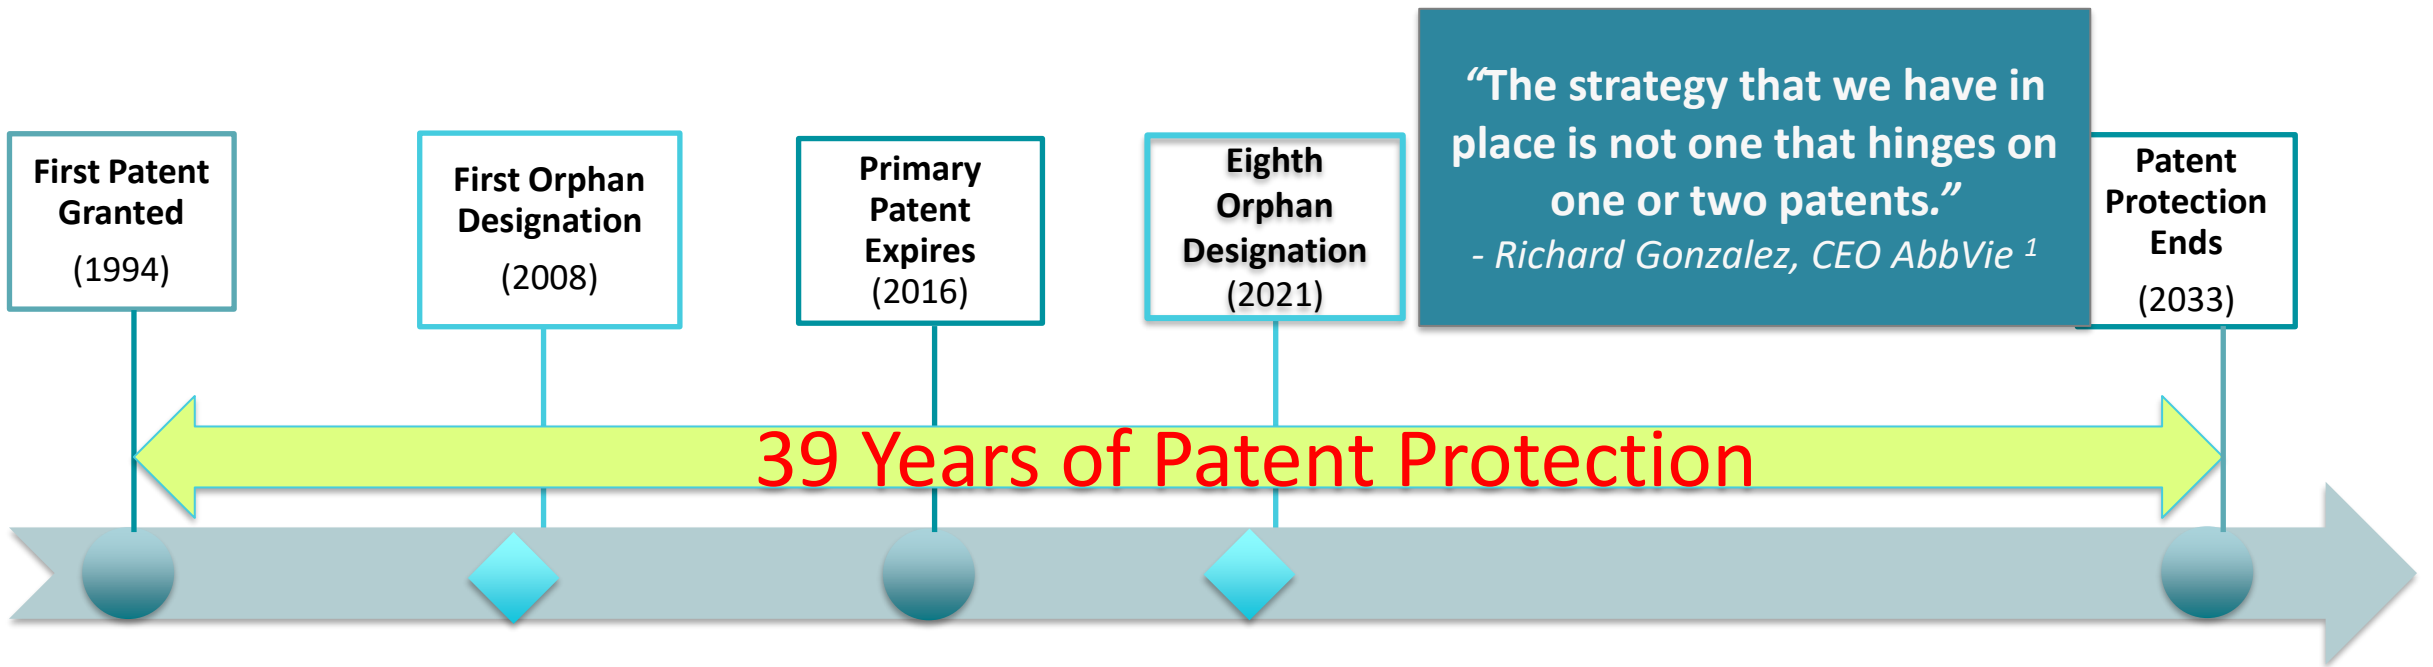 First Patent
Granted
(1994)
First Orphan
Designation
(2008)
Primary
Patent
Expires
(2016)
Eighth
Orphan
Designation
(2021)
“The strategy that we have in
place is not one that hinges on
one or two patents.”
- Richard Gonzalez, CEO AbbVie 1
Patent
Protection
Ends
(2033)
39 Years of Patent Protection